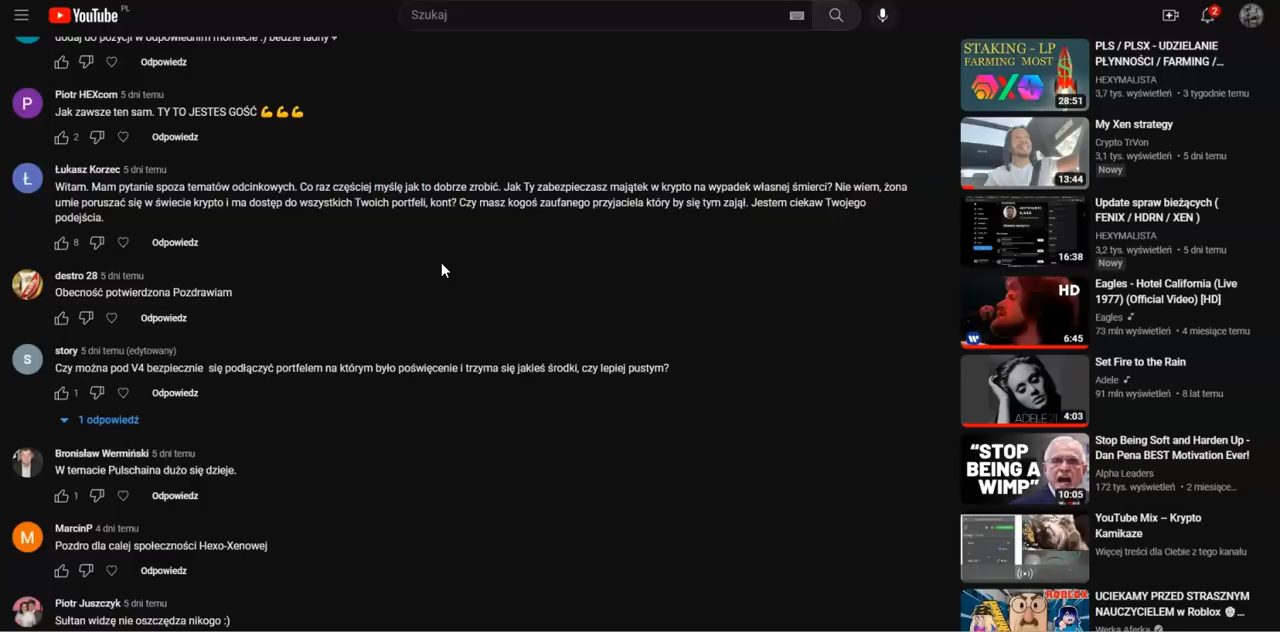 YouTube PL
Szukaj
2
dodaj do pozycji w odpowiednim momecie :) bedzie ładny +
Odpowiedz
P
Piotr HEXcom 5 dni temu
Jak zawsze ten sam. TY TO JESTES GOŚĆ 💪💪💪
2 Odpowiedz
Ł
Łukasz Korzec 5 dni temu
Witam. Mam pytanie spoza tematów odcinkowych. Co raz częściej myślę jak to dobrze zrobić. Jak Ty zabezpieczasz majątek w krypto na wypadek własnej śmierci? Nie wiem, żona
umie poruszać się w świecie krypto i ma dostęp do wszystkich Twoich portfeli, kont? Czy masz kogoś zaufanego przyjaciela który by się tym zajął. Jestem ciekaw Twojego
podejścia.
8 Odpowiedz
destro 28 5 dni temu
Obecność potwierdzona Pozdrawiam
Odpowiedz
S
story 5 dni temu (edytowany)
Czy można pod V4 bezpiecznie się podłączyć portfelem na którym było poświęcenie i trzyma się jakieś środki, czy lepiej pustym?
1 Odpowiedz
1 odpowiedź
Bronisław Wermiński 5 dni temu
W temacie Pulschaina dużo się dzieje.
1 Odpowiedz
M
MarcinP 4 dni temu
Pozdro dla calej społeczności Hexo-Xenowej
Odpowiedz
Piotr Juszczyk 5 dni temu
Sułtan widzę nie oszczędza nikogo :)
STAKING - LP
FARMING MOST
28:51
PLS / PLSX - UDZIELANIE
PŁYNNOŚCI / FARMING /...
HEXYMALISTA
3,7 tys. wyświetleń • 3 tygodnie temu
13:44
My Xen strategy
Crypto TrVon
3,1 tys. wyświetleń • 5 dni temu
Nowy
16:38
Update spraw bieżących (
FENIX / HDRN / XEN )
HEXYMALISTA
3,2 tys. wyświetleń • 5 dni temu
Nowy
HD
6:45
Eagles - Hotel California (Live
1977) (Official Video) [HD]
Eagles
73 mln wyświetleń • 4 miesiące temu
ADELE 21
4:03
Set Fire to the Rain
Adele
91 mln wyświetleń • 8 lat temu
“STOP
BEING A
WIMP”
10:05
Stop Being Soft and Harden Up -
Dan Pena BEST Motivation Ever!
Alpha Leaders
172 tys. wyświetleń • 2 miesiące...
YouTube Mix – Krypto
Kamikaze
Więcej treści dla Ciebie z tego kanału
ROBLOX
UCIEKAMY PRZED STRASZNYM
NAUCZYCIELEM w Roblox
Werka Aferka